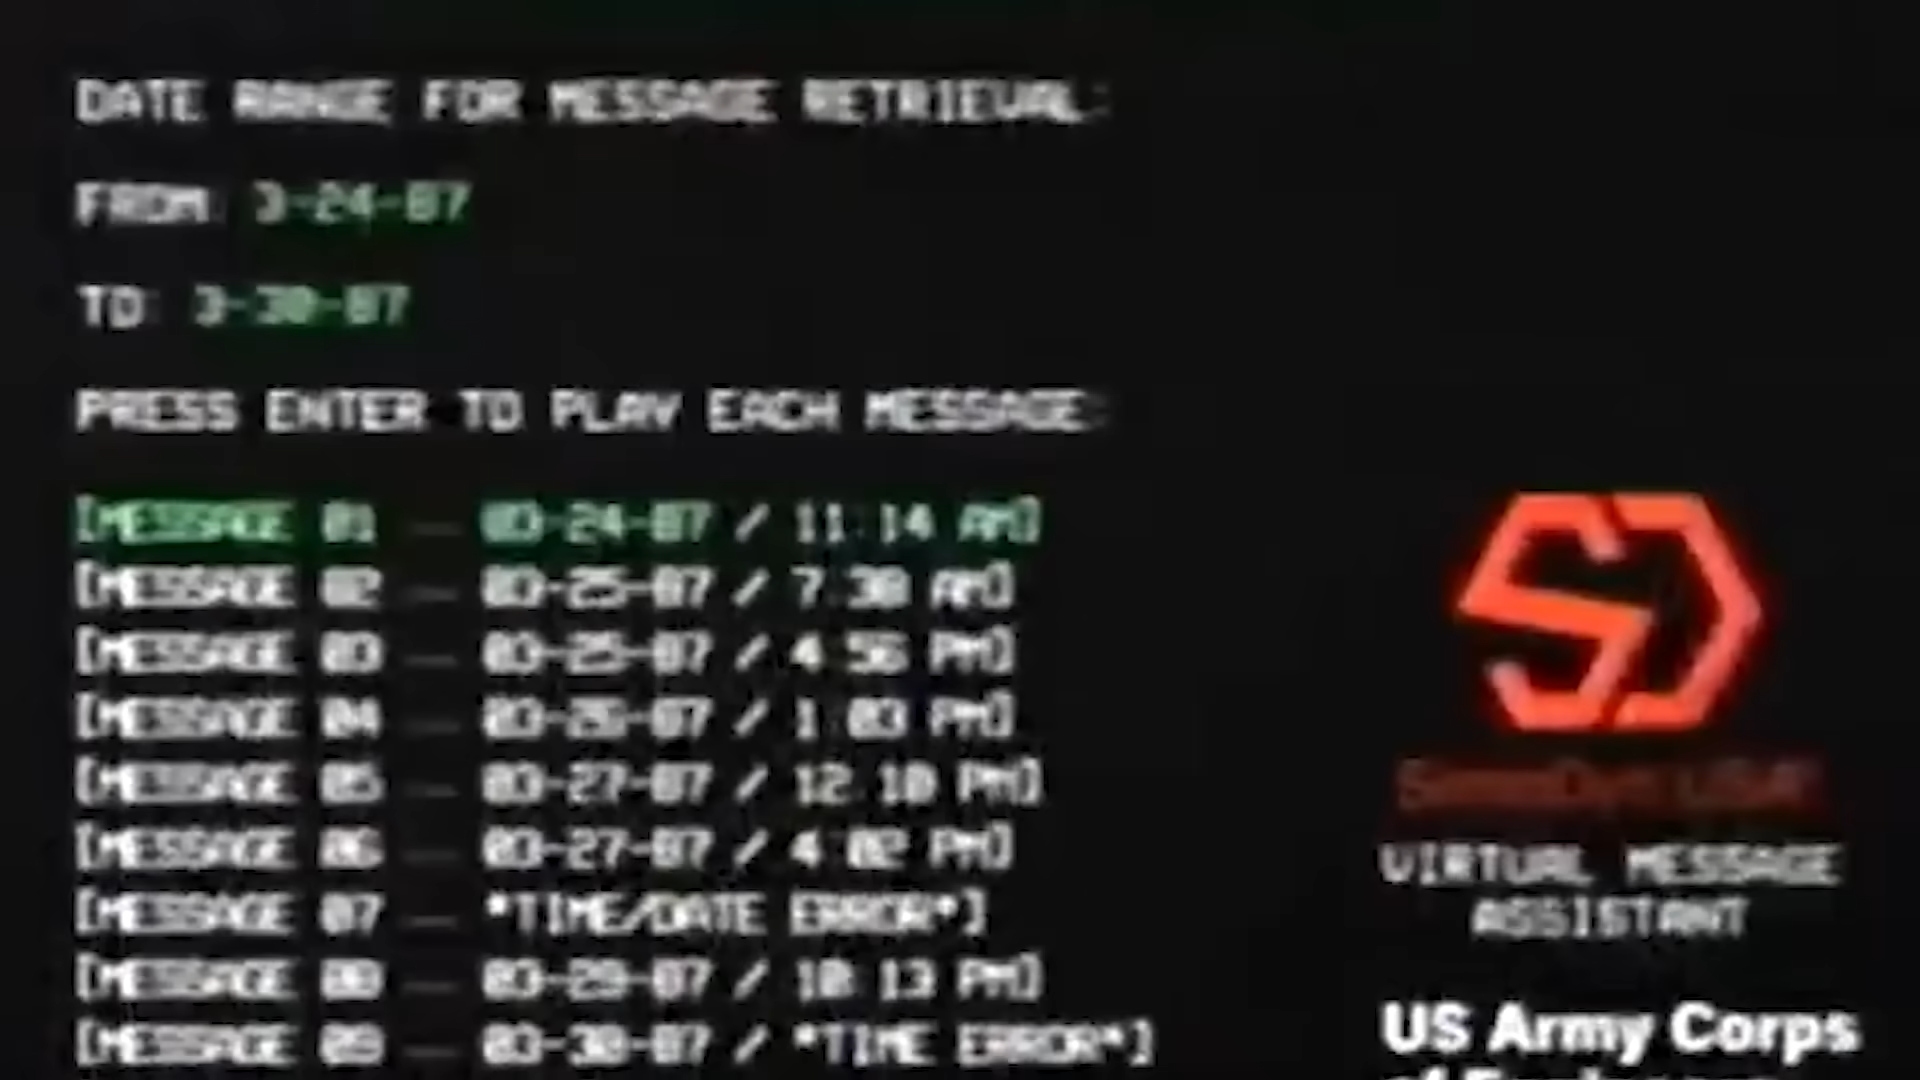 DATE RANGE FOR MESSAGE RETRIEVAL:
FROM: 3-24-87
TO: 3-30-87
PRESS ENTER TO PLAY EACH MESSAGE:
[MESSAGE 01 — 03-24-87 / 11:14 AM]
[MESSAGE 02 — 03-25-87 / 7:30 AM]
[MESSAGE 03 — 03-25-87 / 4:56 PM]
[MESSAGE 04 — 03-26-87 / 1:03 PM]
[MESSAGE 05 — 03-27-87 / 12:10 PM]
[MESSAGE 06 — 03-27-87 / 4:02 PM]
[MESSAGE 07 — *TIME/DATE ERROR*]
[MESSAGE 08 — 03-29-87 / 10:13 PM]
[MESSAGE 09 — 03-30-87 / *TIME ERROR*]
VIRTUAL MESSAGE
ASSISTANT
US Army Corps